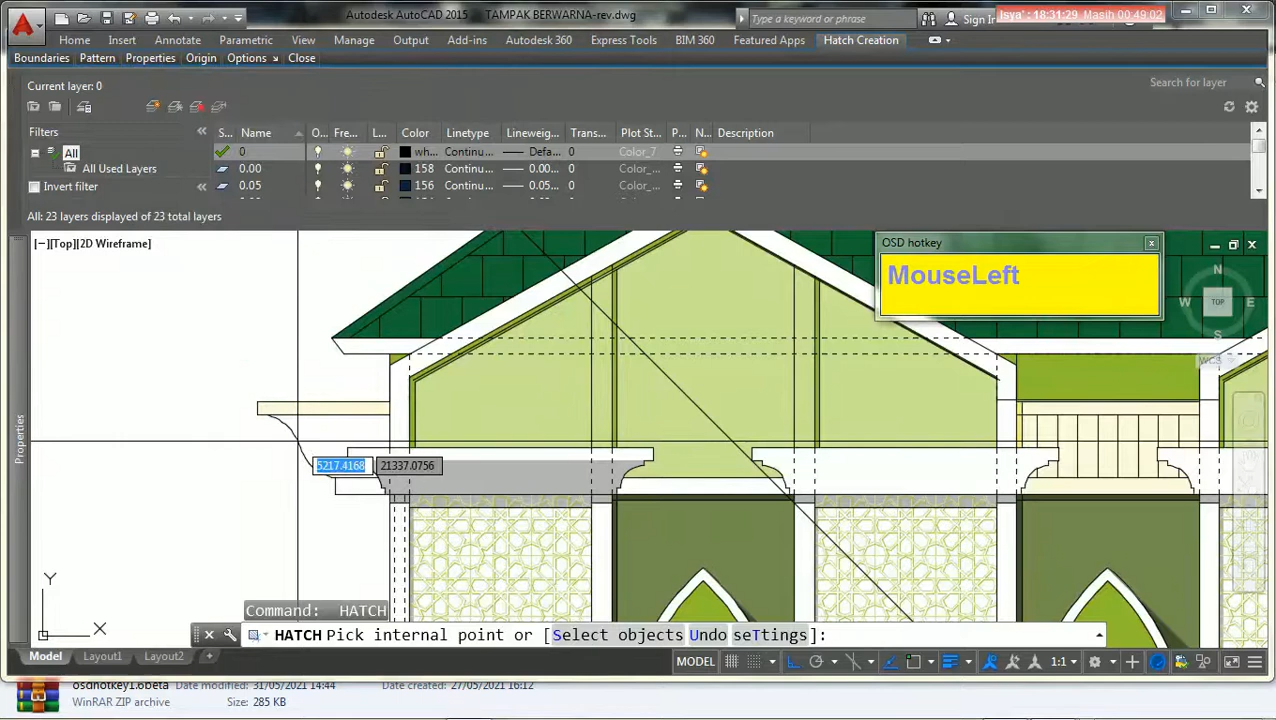 Autodesk AutoCAD 2015 TAMPAK BERWARNA-rev.dwg
Type a keyword or phrase
Sign In
Isya' : 18:31:29 Masih 00:49:02
Home Insert Annotate Parametric View Manage Output Add-ins Autodesk 360 Express Tools BIM 360 Featured Apps Hatch Creation
Boundaries Pattern Properties Origin Options Close
Current layer: 0
Search for layer
Filters
S... Name O... Fre... L... Color Linetype Lineweig... Trans... Plot St... P... N... Description
All
0 wh... Continu... Defa... 0 Color_7
All Used Layers
0.00 158 Continu... 0.00... 0 Color_...
Invert filter
0.05 156 Continu... 0.05... 0 Color_...
All: 23 layers displayed of 23 total layers
[−][Top][2D Wireframe]
OSD hotkey
MouseLeft
N
W TOP E
S
WCS
Properties
5217.4168 21337.0756
Y
X
Command: HATCH
HATCH Pick internal point or [Select objects Undo seTtings]:
Model Layout1 Layout2 +
MODEL 1:1
osdhotkey1.6beta Date modified: 31/05/2021 14:44 Date created: 27/05/2021 16:12
WinRAR ZIP archive Size: 285 KB